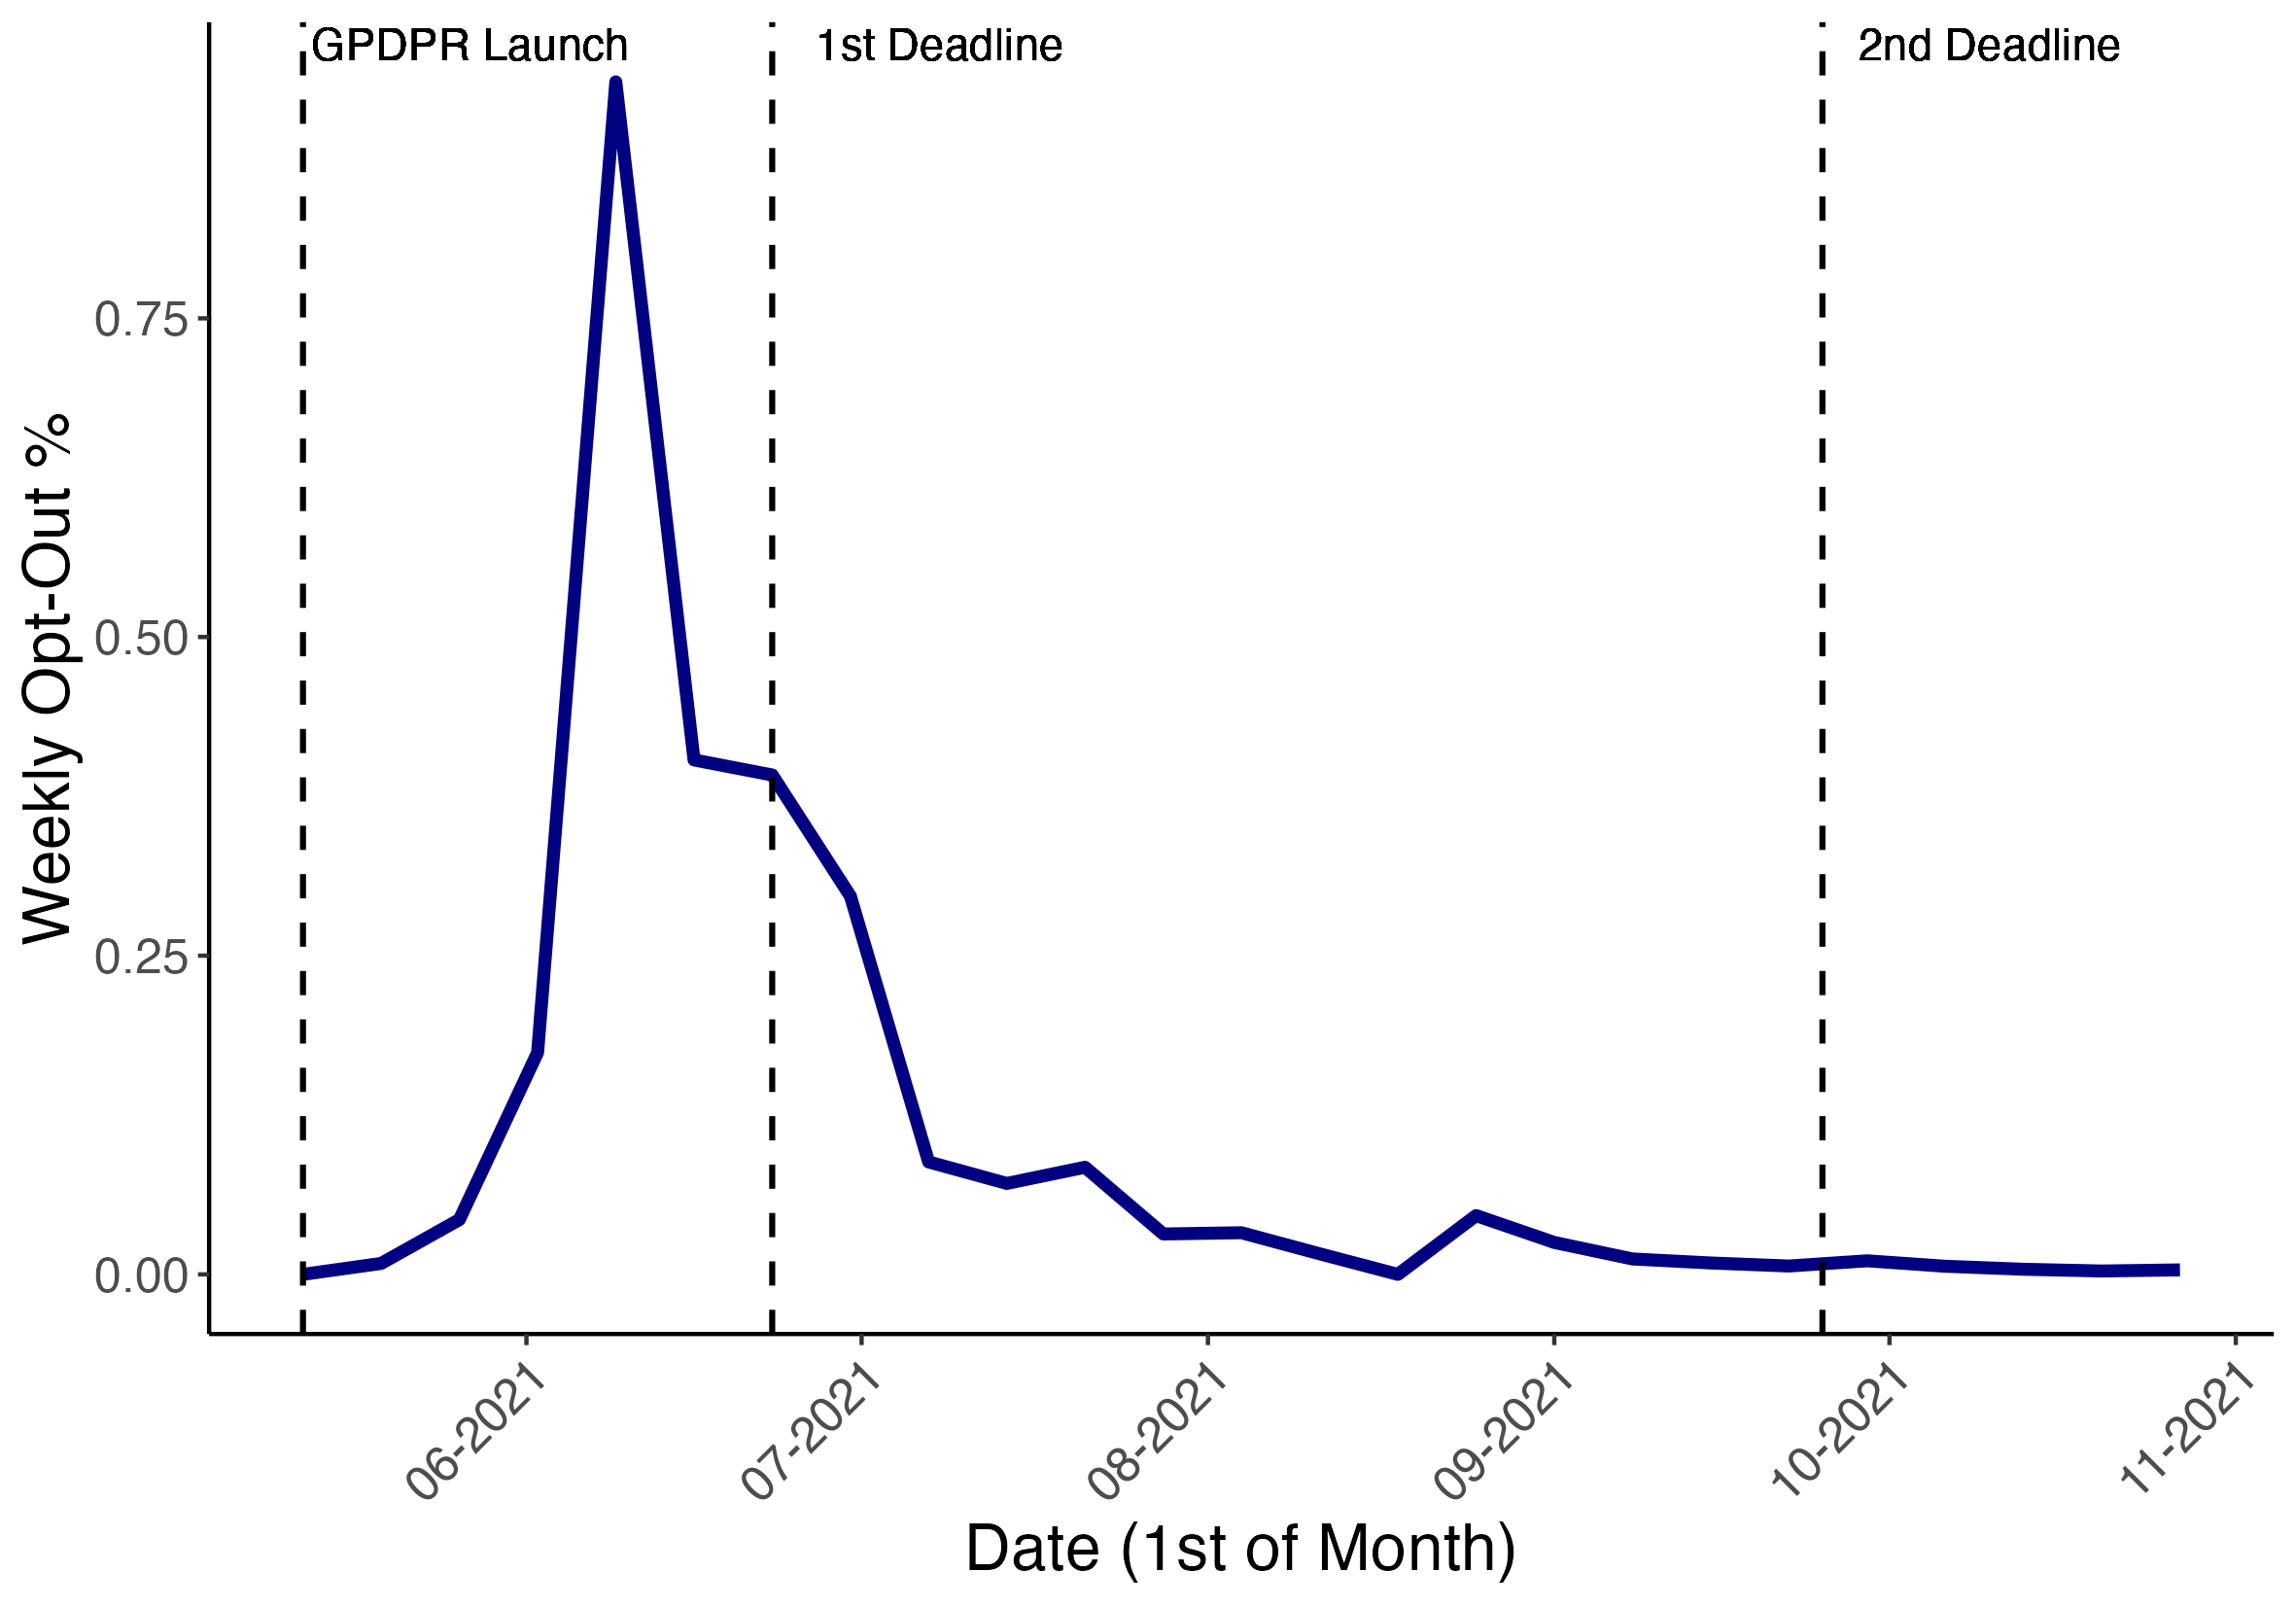 GPDPR Launch
1st Deadline
2nd Deadline
Weekly Opt-Out %
0.75
0.50
0.25
0.00
06-2021
07-2021
08-2021
09-2021
10-2021
11-2021
Date (1st of Month)